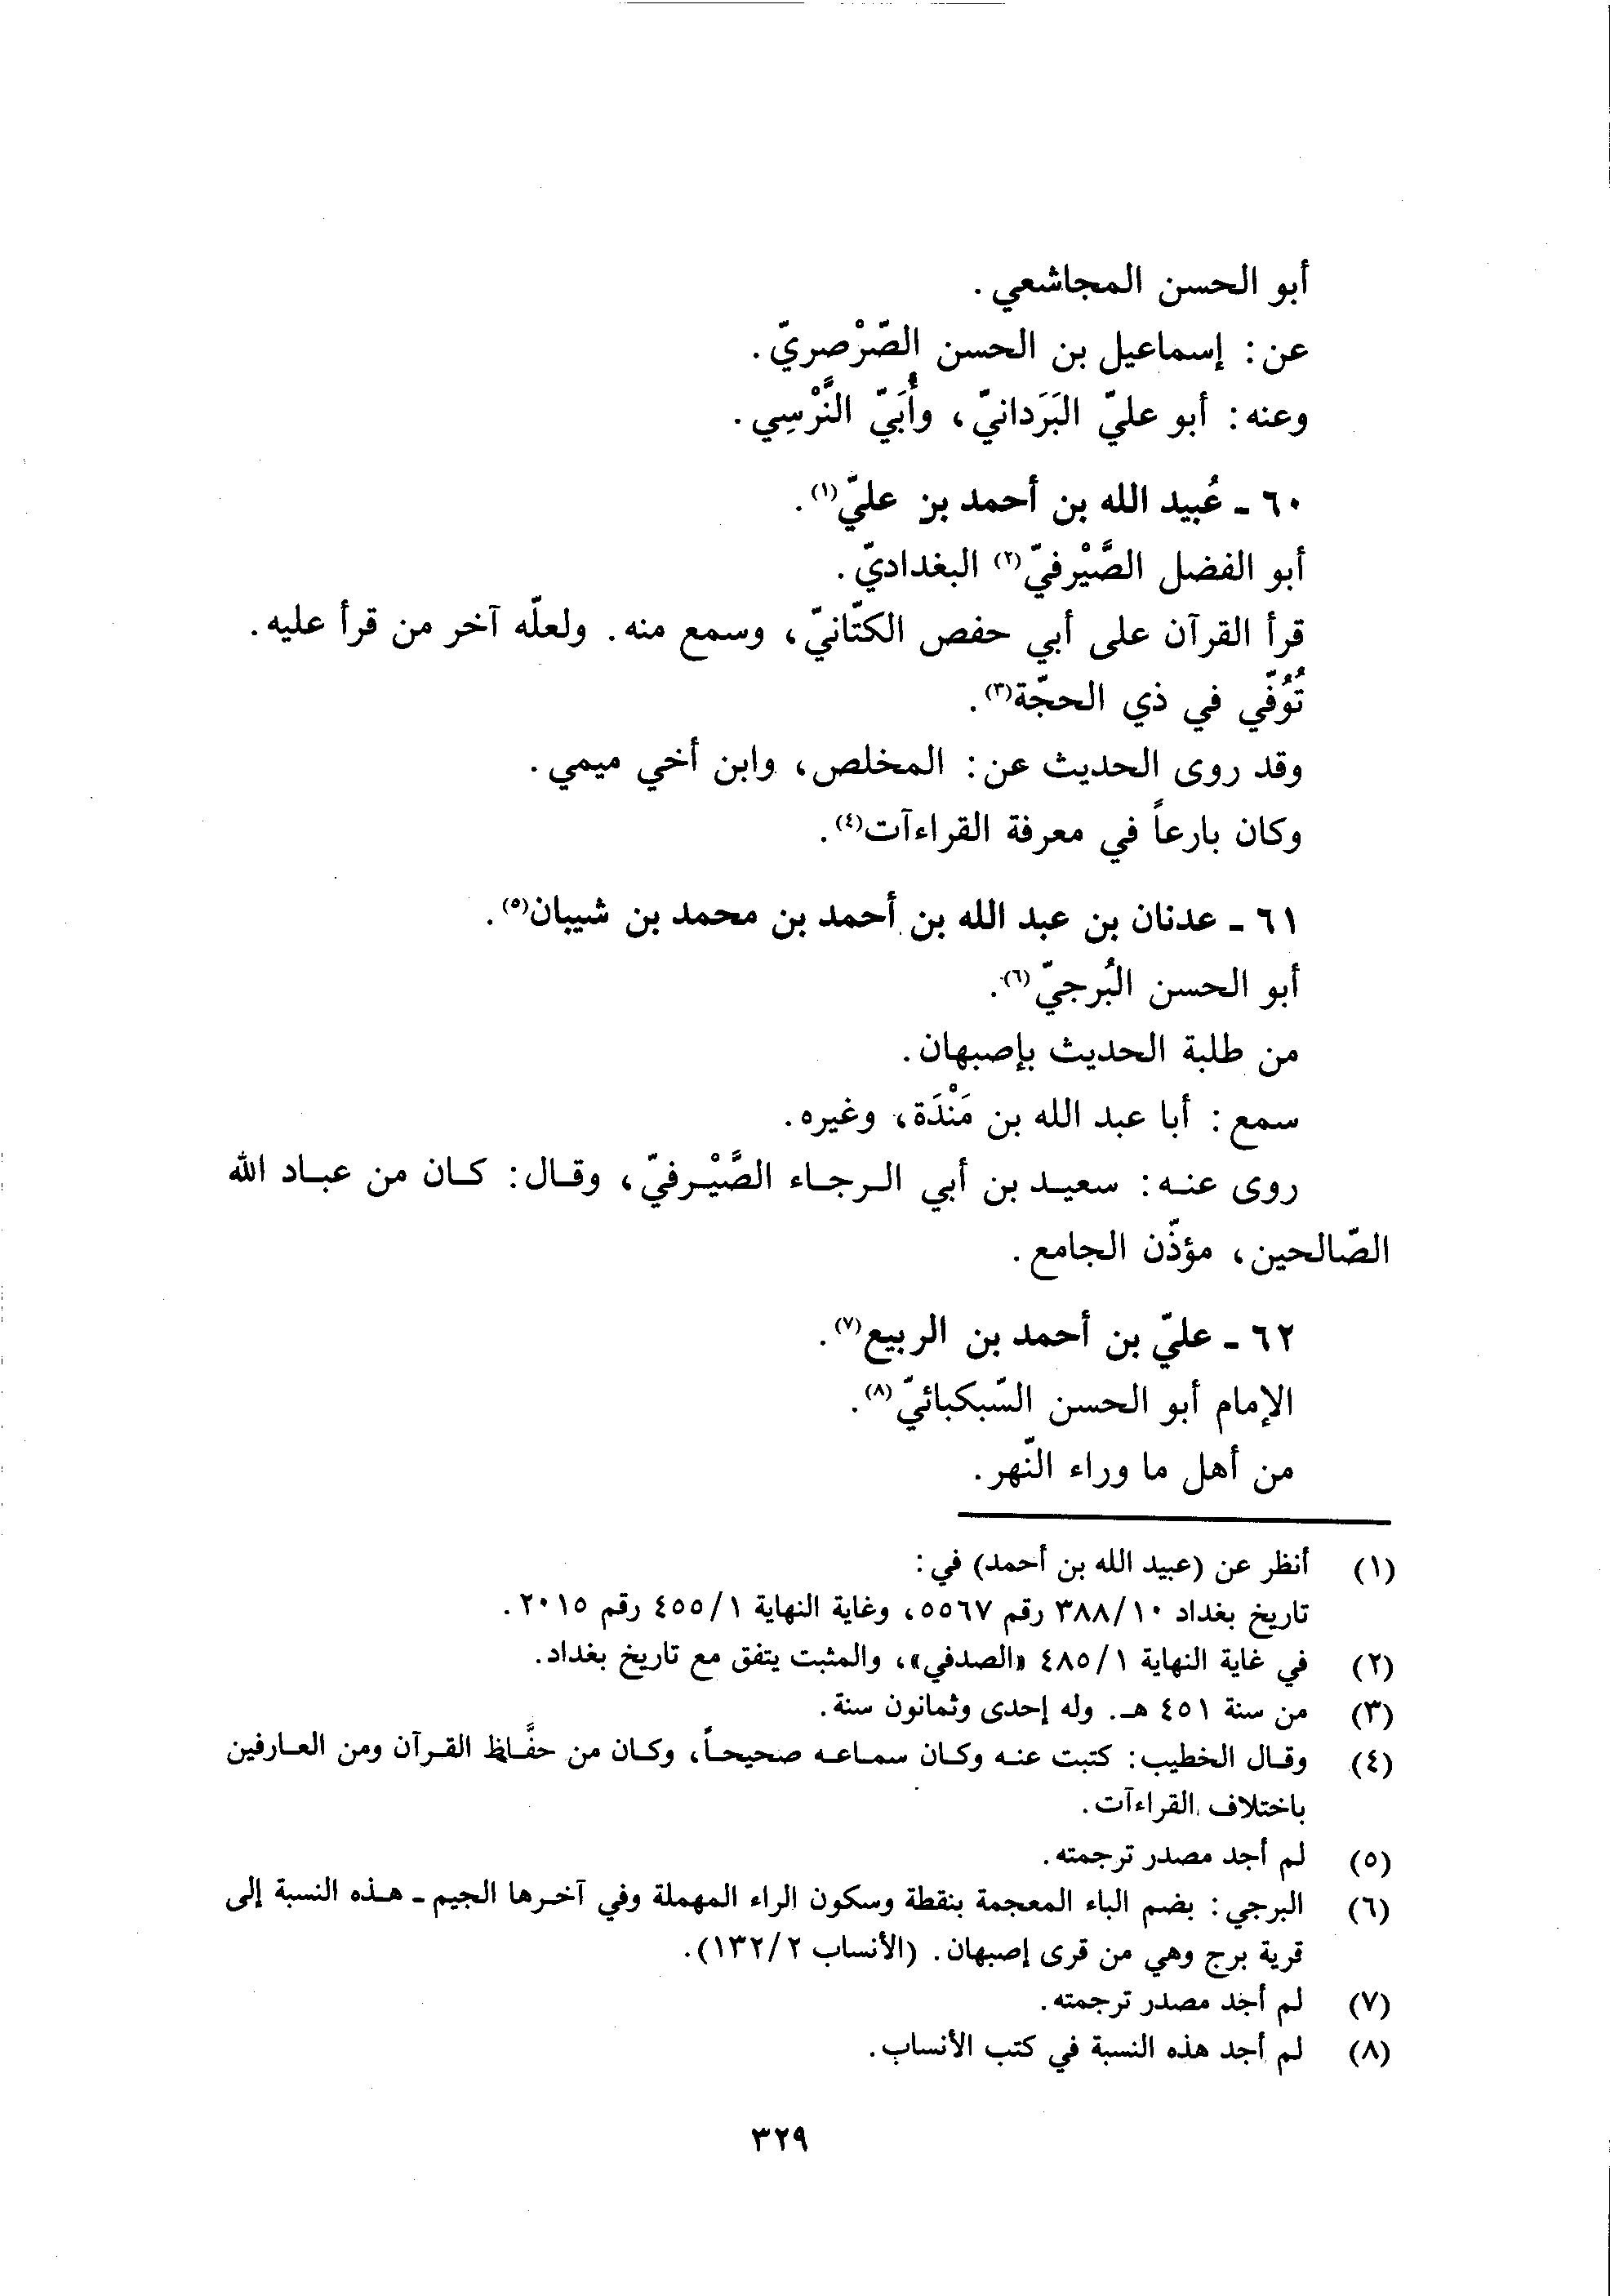 أبو الحسن المجاشعي.
عن: إسماعيل بن الحسن الصّرْصريّ.
وعنه: أبو عليّ البَرَدانيّ، وأُبَيّ النَّرْسِي.
٦٠ - عُبيد الله بن أحمد بن عليّ(١).
أبو الفضل الصَّيْرفيّ(٢) البغداديّ.
قرأ القرآن على أبي حفص الكتّانيّ، وسمع منه. ولعلّه آخر من قرأ عليه.
تُوُفّي في ذي الحجّة(٣).
وقد روى الحديث عن: المخلص، وابن أخي ميمي.
وكان بارعاً في معرفة القراءآت(٤).
٦١ - عدنان بن عبد الله بن أحمد بن محمد بن شيبان(٥).
أبو الحسن البُرجيّ(٦).
من طلبة الحديث بإصبهان.
سمع: أبا عبد الله بن مَنْدَة، وغيره.
روى عنه: سعيد بن أبي الرجاء الصَّيْرفيّ، وقال: كان من عباد الله
الصّالحين، مؤذّن الجامع.
٦٢ - عليّ بن أحمد بن الربيع(٧).
الإمام أبو الحسن السّبكبائيّ(٨).
من أهل ما وراء النّهر.
(١) أنظر عن (عبيد الله بن أحمد) في:
تاريخ بغداد ٣٨٨/١٠ رقم ٥٥٦٧، وغاية النهاية ٤٥٥/١ رقم ٢٠١٥.
(٢) في غاية النهاية ٤٨٥/١ «الصدفي»، والمثبت يتفق مع تاريخ بغداد.
(٣) من سنة ٤٥١ هـ. وله إحدى وثمانون سنة.
(٤) وقال الخطيب: كتبت عنه وكان سماعه صحيحاً، وكان من حفَّاظ القرآن ومن العارفين
باختلاف القراءآت.
(٥) لم أجد مصدر ترجمته.
(٦) البرجي: بضم الباء المعجمة بنقطة وسكون الراء المهملة وفي آخرها الجيم - هذه النسبة إلى
قرية برج وهي من قرى إصبهان. (الأنساب ١٣٢/٢).
(٧) لم أجد مصدر ترجمته.
(٨) لم أجد هذه النسبة في كتب الأنساب.
٣٢٩